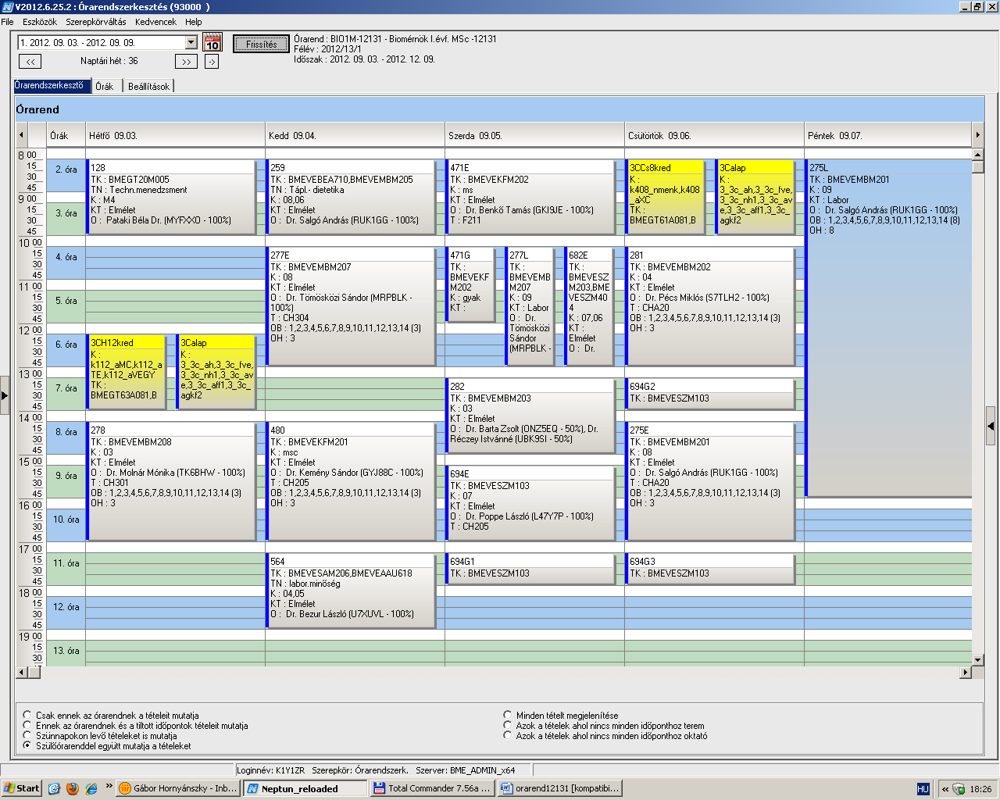 V2012.6.25.2 : Órarendszerkesztés (93000 )
File Eszközök Szerepkörváltás Kedvencek Help
1. 2012. 09. 03. - 2012. 09. 09.
10
Frissítés
Órarend : BIO1M-12131 - Biomérnök I.évf. MSc -12131
Félév : 2012/13/1
Időszak : 2012. 09. 03. - 2012. 12. 09.
<< Naptári hét : 36 >> ->
Órarendszerkesztő Órák Beállítások
Órarend
Órák Hétfő 09.03. Kedd 09.04. Szerda 09.05. Csütörtök 09.06. Péntek 09.07.
8 00
15
30
45
9 00
15
30
45
10 00
15
30
45
11 00
15
30
45
12 00
15
30
45
13 00
15
30
45
14 00
15
30
45
15 00
15
30
45
16 00
15
30
45
17 00
15
30
45
18 00
15
30
45
19 00
15
30
45
2. óra
3. óra
4. óra
5. óra
6. óra
7. óra
8. óra
9. óra
10. óra
11. óra
12. óra
13. óra
128
TK : BMEGT20M005
TN : Techn.menedzsment
K : M4
KT : Elmélet
O : Pataki Béla Dr. (MYFXXO - 100%)
3CH12kred
K :
k112_aMC,k112_a
TE,k112_aVEGY
TK :
BMEGT63A081,B
3Calap
K :
3_3c_ah,3_3c_fve,
3_3c_nh1,3_3c_av
e,3_3c_aff1,3_3c_
agkf2
278
TK : BMEVEMBM208
K : 03
KT : Elmélet
O : Dr. Molnár Mónika (TK6BHW - 100%)
T : CH301
OB : 1,2,3,4,5,6,7,8,9,10,11,12,13,14 (3)
OH : 3
259
TK : BMEVEBEA710,BMEVEMBM205
TN : Tápl.- dietetika
K : 08,06
KT : Elmélet
O : Dr. Salgó András (RUK1GG - 100%)
277E
TK : BMEVEMBM207
K : 08
KT : Elmélet
O : Dr. Tömösközi Sándor (MRPBLK -
100%)
T : CH304
OB : 1,2,3,4,5,6,7,8,9,10,11,12,13,14 (3)
OH : 3
480
TK : BMEVEKFM201
K : msc
KT : Elmélet
O : Dr. Kemény Sándor (GYJ88C - 100%)
T : CH205
OB : 1,2,3,4,5,6,7,8,9,10,11,12,13,14 (3)
OH : 3
564
TK : BMEVESAM206,BMEVEAAU618
TN : labor.minőség
K : 04,05
KT : Elmélet
O : Dr. Bezur László (U7XUVL - 100%)
471E
TK : BMEVEKFM202
K : ms
KT : Elmélet
O : Dr. Benkő Tamás (GKI9JE - 100%)
T : F211
471G
TK :
BMEVEKF
M202
K : gyak
KT :
277L
TK :
BMEVEMB
M207
K : 09
KT : Labor
O : Dr.
Tömösközi
Sándor
(MRPBLK -
682E
TK :
BMEVESZ
M203,BME
VESZM40
4
K : 07,06
KT :
Elmélet
O : Dr.
282
TK : BMEVEMBM203
K : 03
KT : Elmélet
O : Dr. Barta Zsolt (ONZ5EQ - 50%), Dr.
Réczey Istvánné (UBK9SI - 50%)
694E
TK : BMEVESZM103
K : 07
KT : Elmélet
O : Dr. Poppe László (L47Y7P - 100%)
T : CH205
694G1
TK : BMEVESZM103
3CCs8kred
K :
k408_nmenk,k408
_aXC
TK :
BMEGT61A081,B
3Calap
K :
3_3c_ah,3_3c_fve,
3_3c_nh1,3_3c_av
e,3_3c_aff1,3_3c_
agkf2
281
TK : BMEVEMBM202
K : 04
KT : Elmélet
O : Dr. Pécs Miklós (S7TLH2 - 100%)
T : CHA20
OB : 1,2,3,4,5,6,7,8,9,10,11,12,13,14 (3)
OH : 3
694G2
TK : BMEVESZM103
275E
TK : BMEVEMBM201
K : 08
KT : Elmélet
O : Dr. Salgó András (RUK1GG - 100%)
T : CHA20
OB : 1,2,3,4,5,6,7,8,9,10,11,12,13,14 (3)
OH : 3
694G3
TK : BMEVESZM103
275L
TK : BMEVEMBM201
K : 09
KT : Labor
O : Dr. Salgó András (RUK1GG - 100%)
OB : 1,2,3,4,5,6,7,8,9,10,11,12,13,14 (8)
OH : 8
Csak ennek az órarendnek a tételeit mutatja
Ennek az órarendnek és a tiltott időpontok tételeit mutatja
Szünnapokon levő tételeket is mutatja
Szülőórarenddel együtt mutatja a tételeket
Minden tételt megjelenítése
Azok a tételek ahol nincs minden időponthoz terem
Azok a tételek ahol nincs minden időponthoz oktató
Loginnév: K1Y1ZR Szerepkör: Órarendszerk. Szerver: BME_ADMIN_x64
Start » Gábor Hornyánszky - Inb... Neptun_reloaded Total Commander 7.56a ... orarend12131 [kompatibi... HU « 18:26